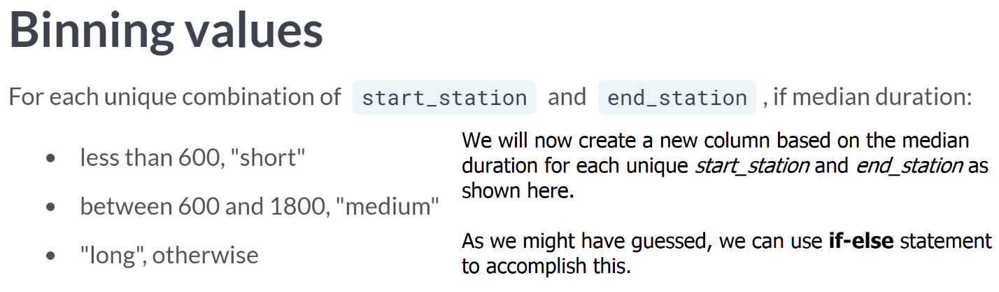 Binning values
For each unique combination of start_station and end_station , if median duration:
• less than 600, "short"
• between 600 and 1800, "medium"
• "long", otherwise
We will now create a new column based on the median
duration for each unique start_station and end_station as
shown here.
As we might have guessed, we can use if-else statement
to accomplish this.